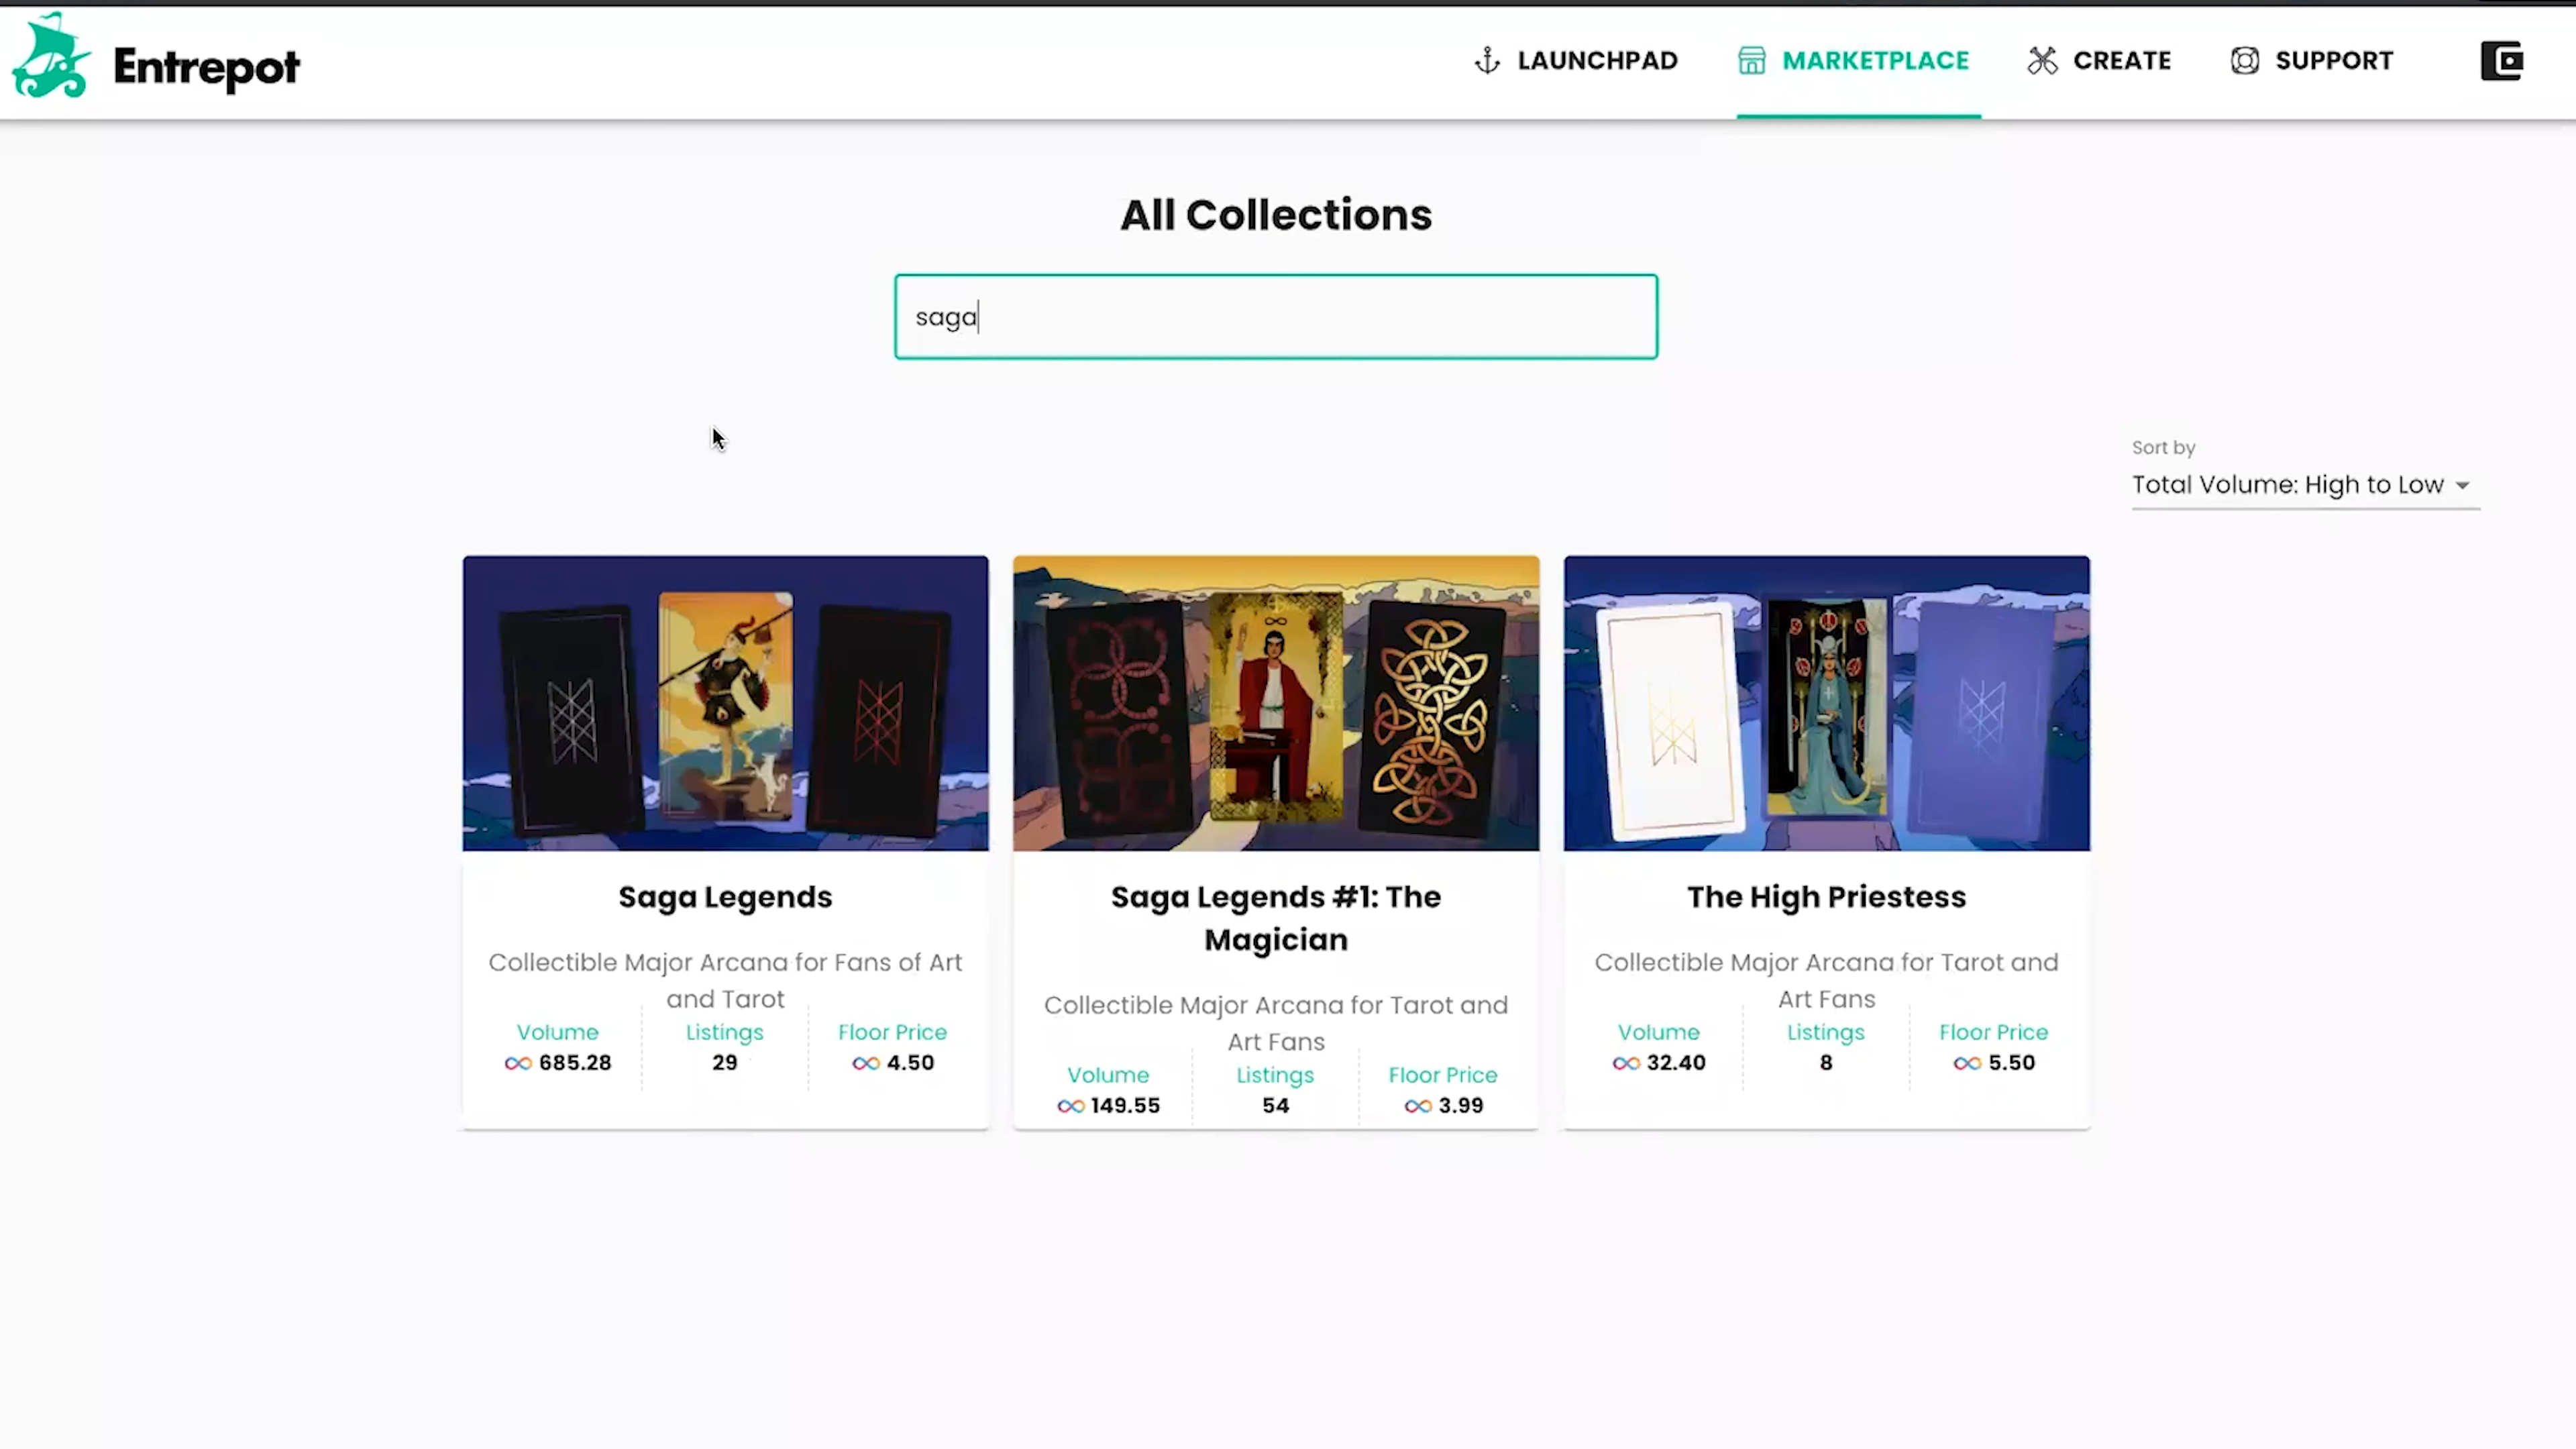 Entrepot
LAUNCHPAD
MARKETPLACE
CREATE
SUPPORT
All Collections
saga
Sort by
Total Volume: High to Low
Saga Legends
Collectible Major Arcana for Fans of Art
and Tarot
Volume
Listings
Floor Price
685.28
29
4.50
Saga Legends #1: The
Magician
Collectible Major Arcana for Tarot and
Art Fans
Volume
Listings
Floor Price
149.55
54
3.99
The High Priestess
Collectible Major Arcana for Tarot and
Art Fans
Volume
Listings
Floor Price
32.40
8
5.50